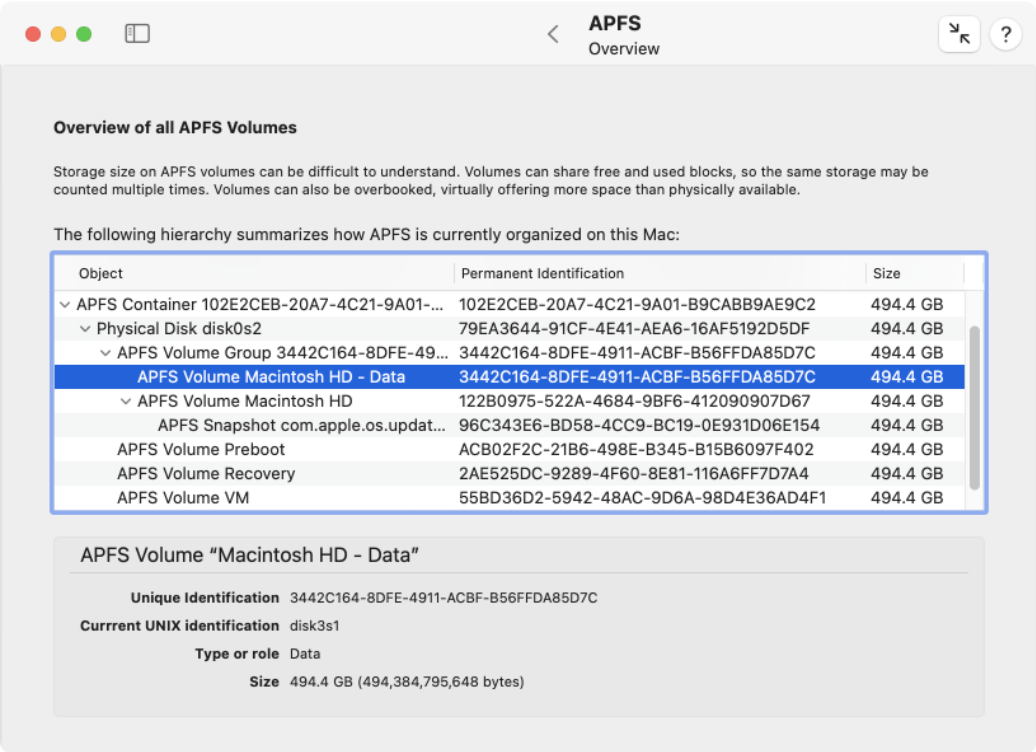 APFS
Overview
?
Overview of all APFS Volumes
Storage size on APFS volumes can be difficult to understand. Volumes can share free and used blocks, so the same storage may be
counted multiple times. Volumes can also be overbooked, virtually offering more space than physically available.
The following hierarchy summarizes how APFS is currently organized on this Mac:
Object Permanent Identification Size
APFS Container 102E2CEB-20A7-4C21-9A01-... 102E2CEB-20A7-4C21-9A01-B9CABB9AE9C2 494.4 GB
Physical Disk disk0s2 79EA3644-91CF-4E41-AEA6-16AF5192D5DF 494.4 GB
APFS Volume Group 3442C164-8DFE-49... 3442C164-8DFE-4911-ACBF-B56FFDA85D7C 494.4 GB
APFS Volume Macintosh HD - Data 3442C164-8DFE-4911-ACBF-B56FFDA85D7C 494.4 GB
APFS Volume Macintosh HD 122B0975-522A-4684-9BF6-412090907D67 494.4 GB
APFS Snapshot com.apple.os.updat... 96C343E6-BD58-4CC9-BC19-0E931D06E154 494.4 GB
APFS Volume Preboot ACB02F2C-21B6-498E-B345-B15B6097F402 494.4 GB
APFS Volume Recovery 2AE525DC-9289-4F60-8E81-116A6FF7D7A4 494.4 GB
APFS Volume VM 55BD36D2-5942-48AC-9D6A-98D4E36AD4F1 494.4 GB
APFS Volume “Macintosh HD - Data”
Unique Identification 3442C164-8DFE-4911-ACBF-B56FFDA85D7C
Currrent UNIX identification disk3s1
Type or role Data
Size 494.4 GB (494,384,795,648 bytes)